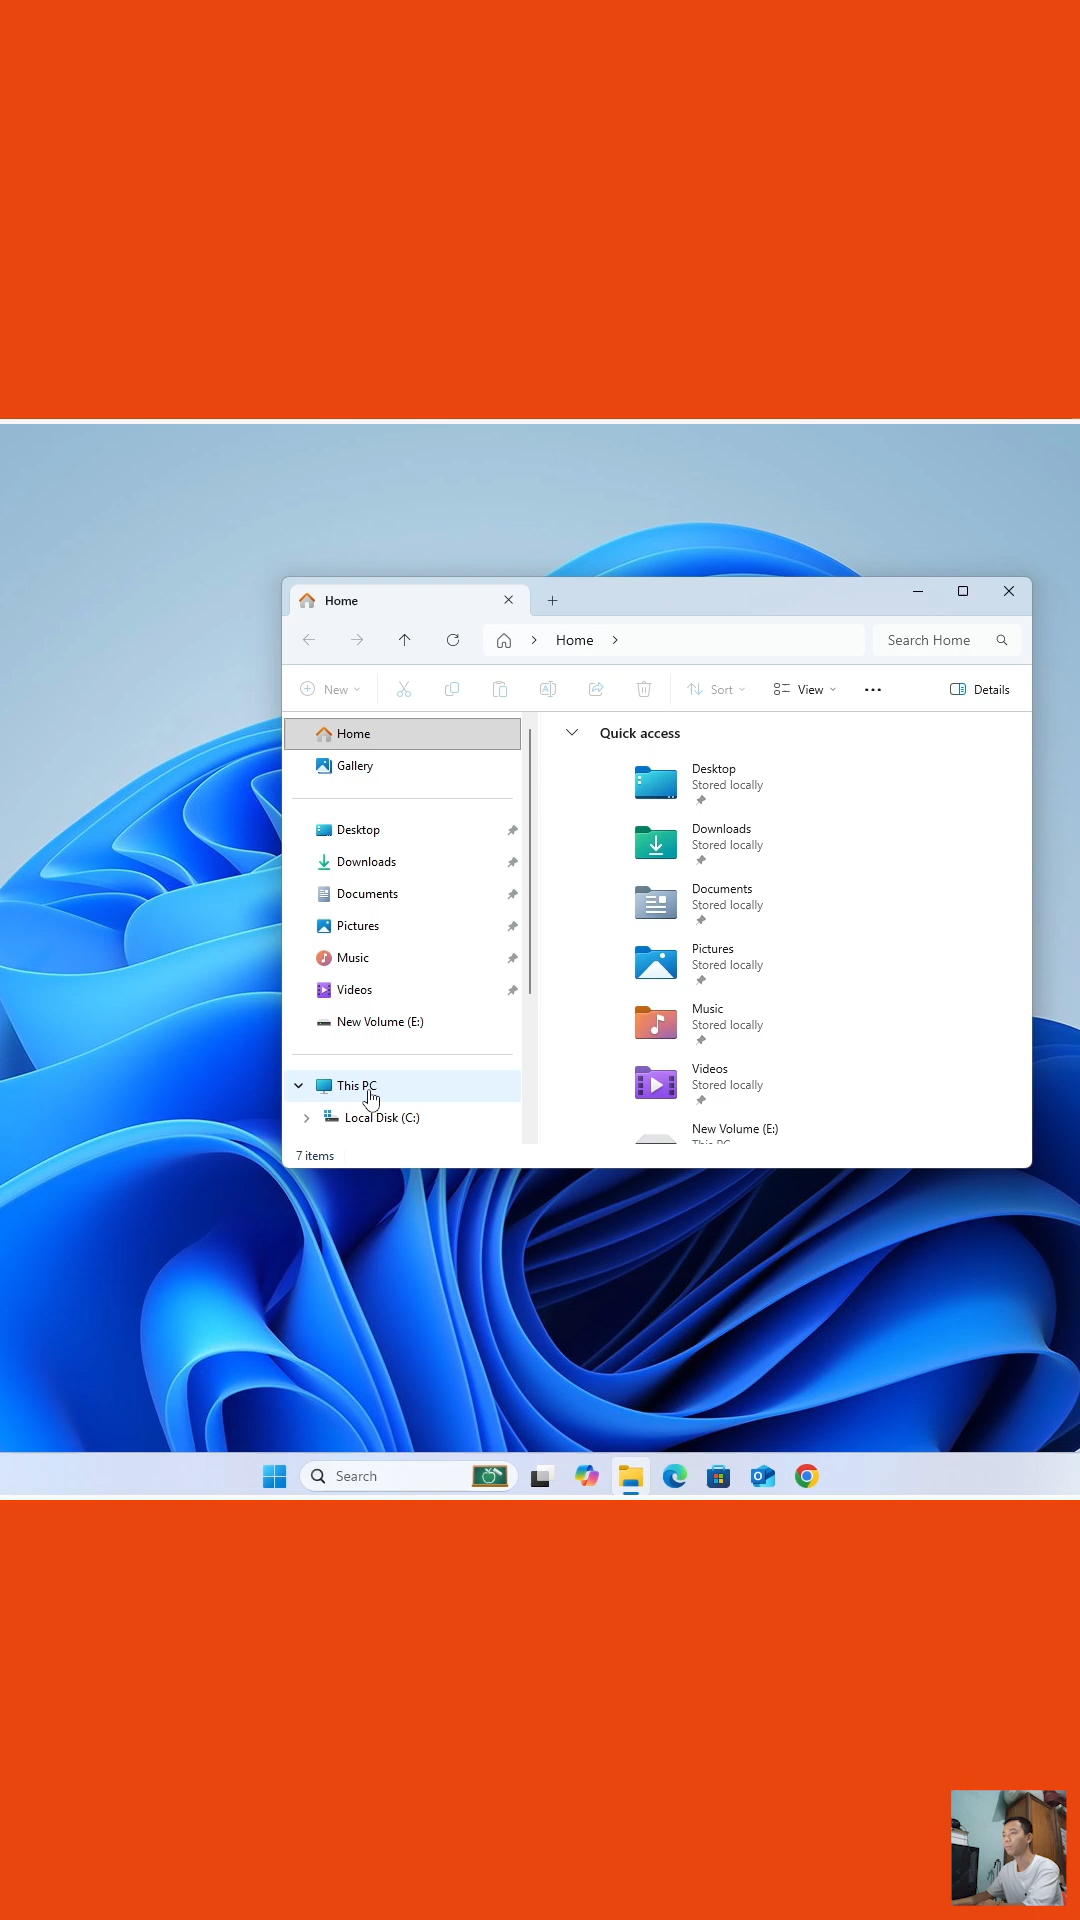 Home
Home
Search Home
New
Sort
View
Details
Home
Gallery
Desktop
Downloads
Documents
Pictures
Music
Videos
New Volume (E:)
This PC
Local Disk (C:)
Quick access
Desktop
Stored locally
Downloads
Stored locally
Documents
Stored locally
Pictures
Stored locally
Music
Stored locally
Videos
Stored locally
New Volume (E:)
This PC
7 items
Search